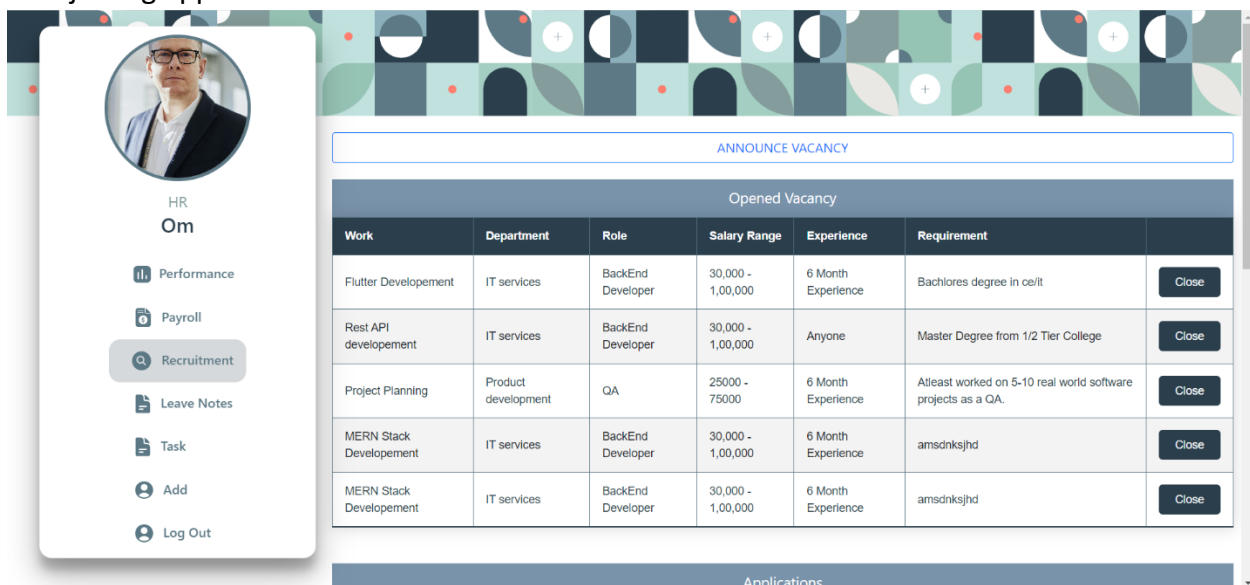 HR
Om
Performance
Payroll
Recruitment
Leave Notes
Task
Add
Log Out
ANNOUNCE VACANCY
Opened Vacancy
Work Department Role Salary Range Experience Requirement
Flutter Developement IT services BackEnd Developer 30,000 - 1,00,000 6 Month Experience Bachlores degree in ce/it Close
Rest API developement IT services BackEnd Developer 30,000 - 1,00,000 Anyone Master Degree from 1/2 Tier College Close
Project Planning Product development QA 25000 - 75000 6 Month Experience Atleast worked on 5-10 real world software projects as a QA. Close
MERN Stack Developement IT services BackEnd Developer 30,000 - 1,00,000 6 Month Experience amsdnksjhd Close
MERN Stack Developement IT services BackEnd Developer 30,000 - 1,00,000 6 Month Experience amsdnksjhd Close
Applications